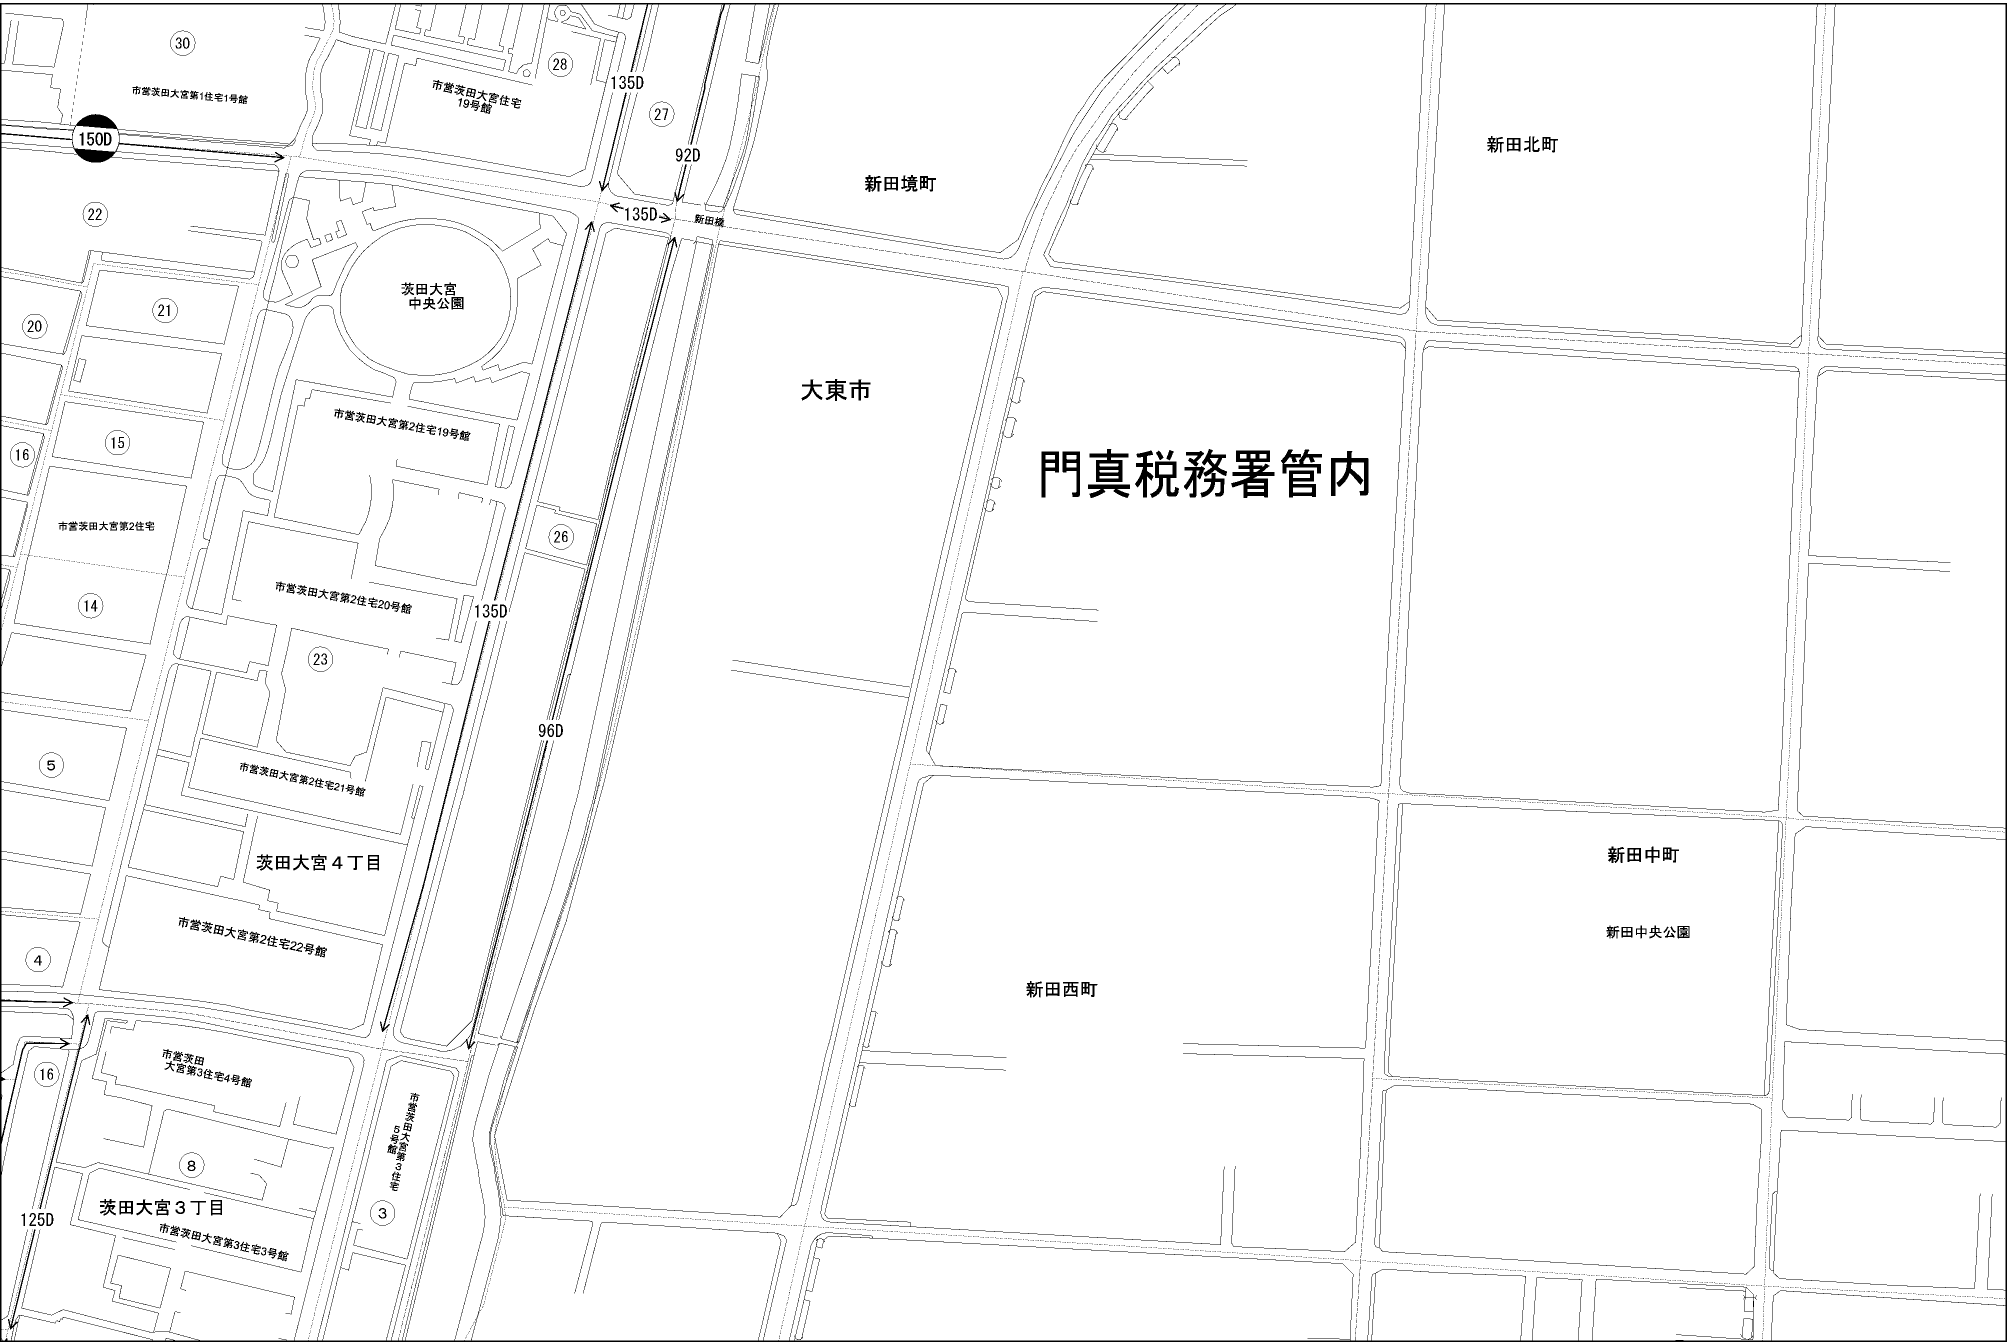 30
市営茨田大宮第1住宅1号館
150D
28
市営茨田大宮住宅
19号館
135D
27
92D
新田北町
新田境町
22
135D
新田橋
茨田大宮
中央公園
21
20
大東市
市営茨田大宮第2住宅19号館
15
16
門真税務署管内
市営茨田大宮第2住宅
26
14
市営茨田大宮第2住宅20号館
135D
23
96D
5
市営茨田大宮第2住宅21号館
茨田大宮4丁目
新田中町
市営茨田大宮第2住宅22号館
新田中央公園
4
新田西町
市営茨田
大宮第3住宅4号館
16
市営茨田大宮第3住宅
5号館
8
茨田大宮3丁目
3
125D
市営茨田大宮第3住宅3号館